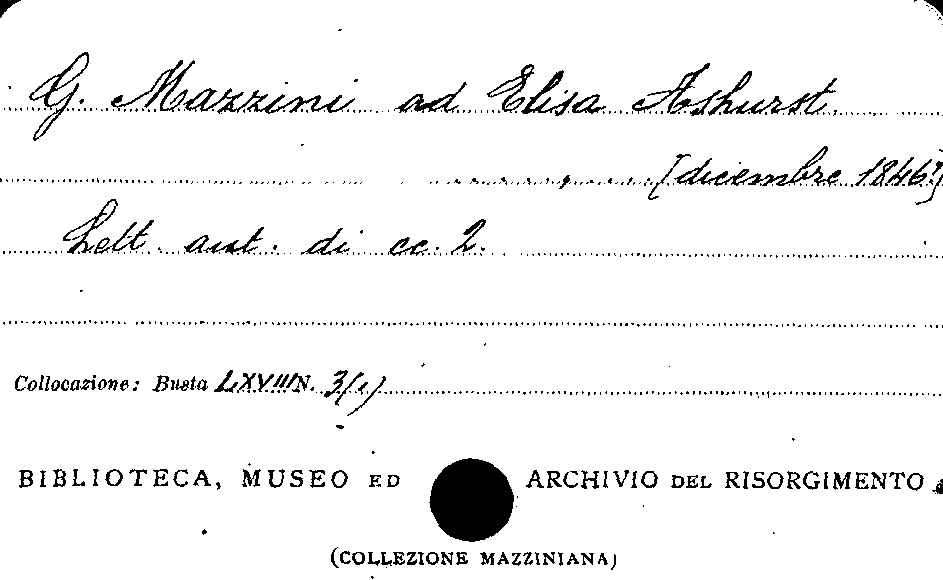 G. Mazzini ad Elisa Ashurst.
[dicembre 1846?]
Lett. aut. di cc. 2.
Collocazione: Busta LXVIII N. 3(1)
BIBLIOTECA, MUSEO ED ARCHIVIO DEL RISORGIMENTO
(COLLEZIONE MAZZINIANA)